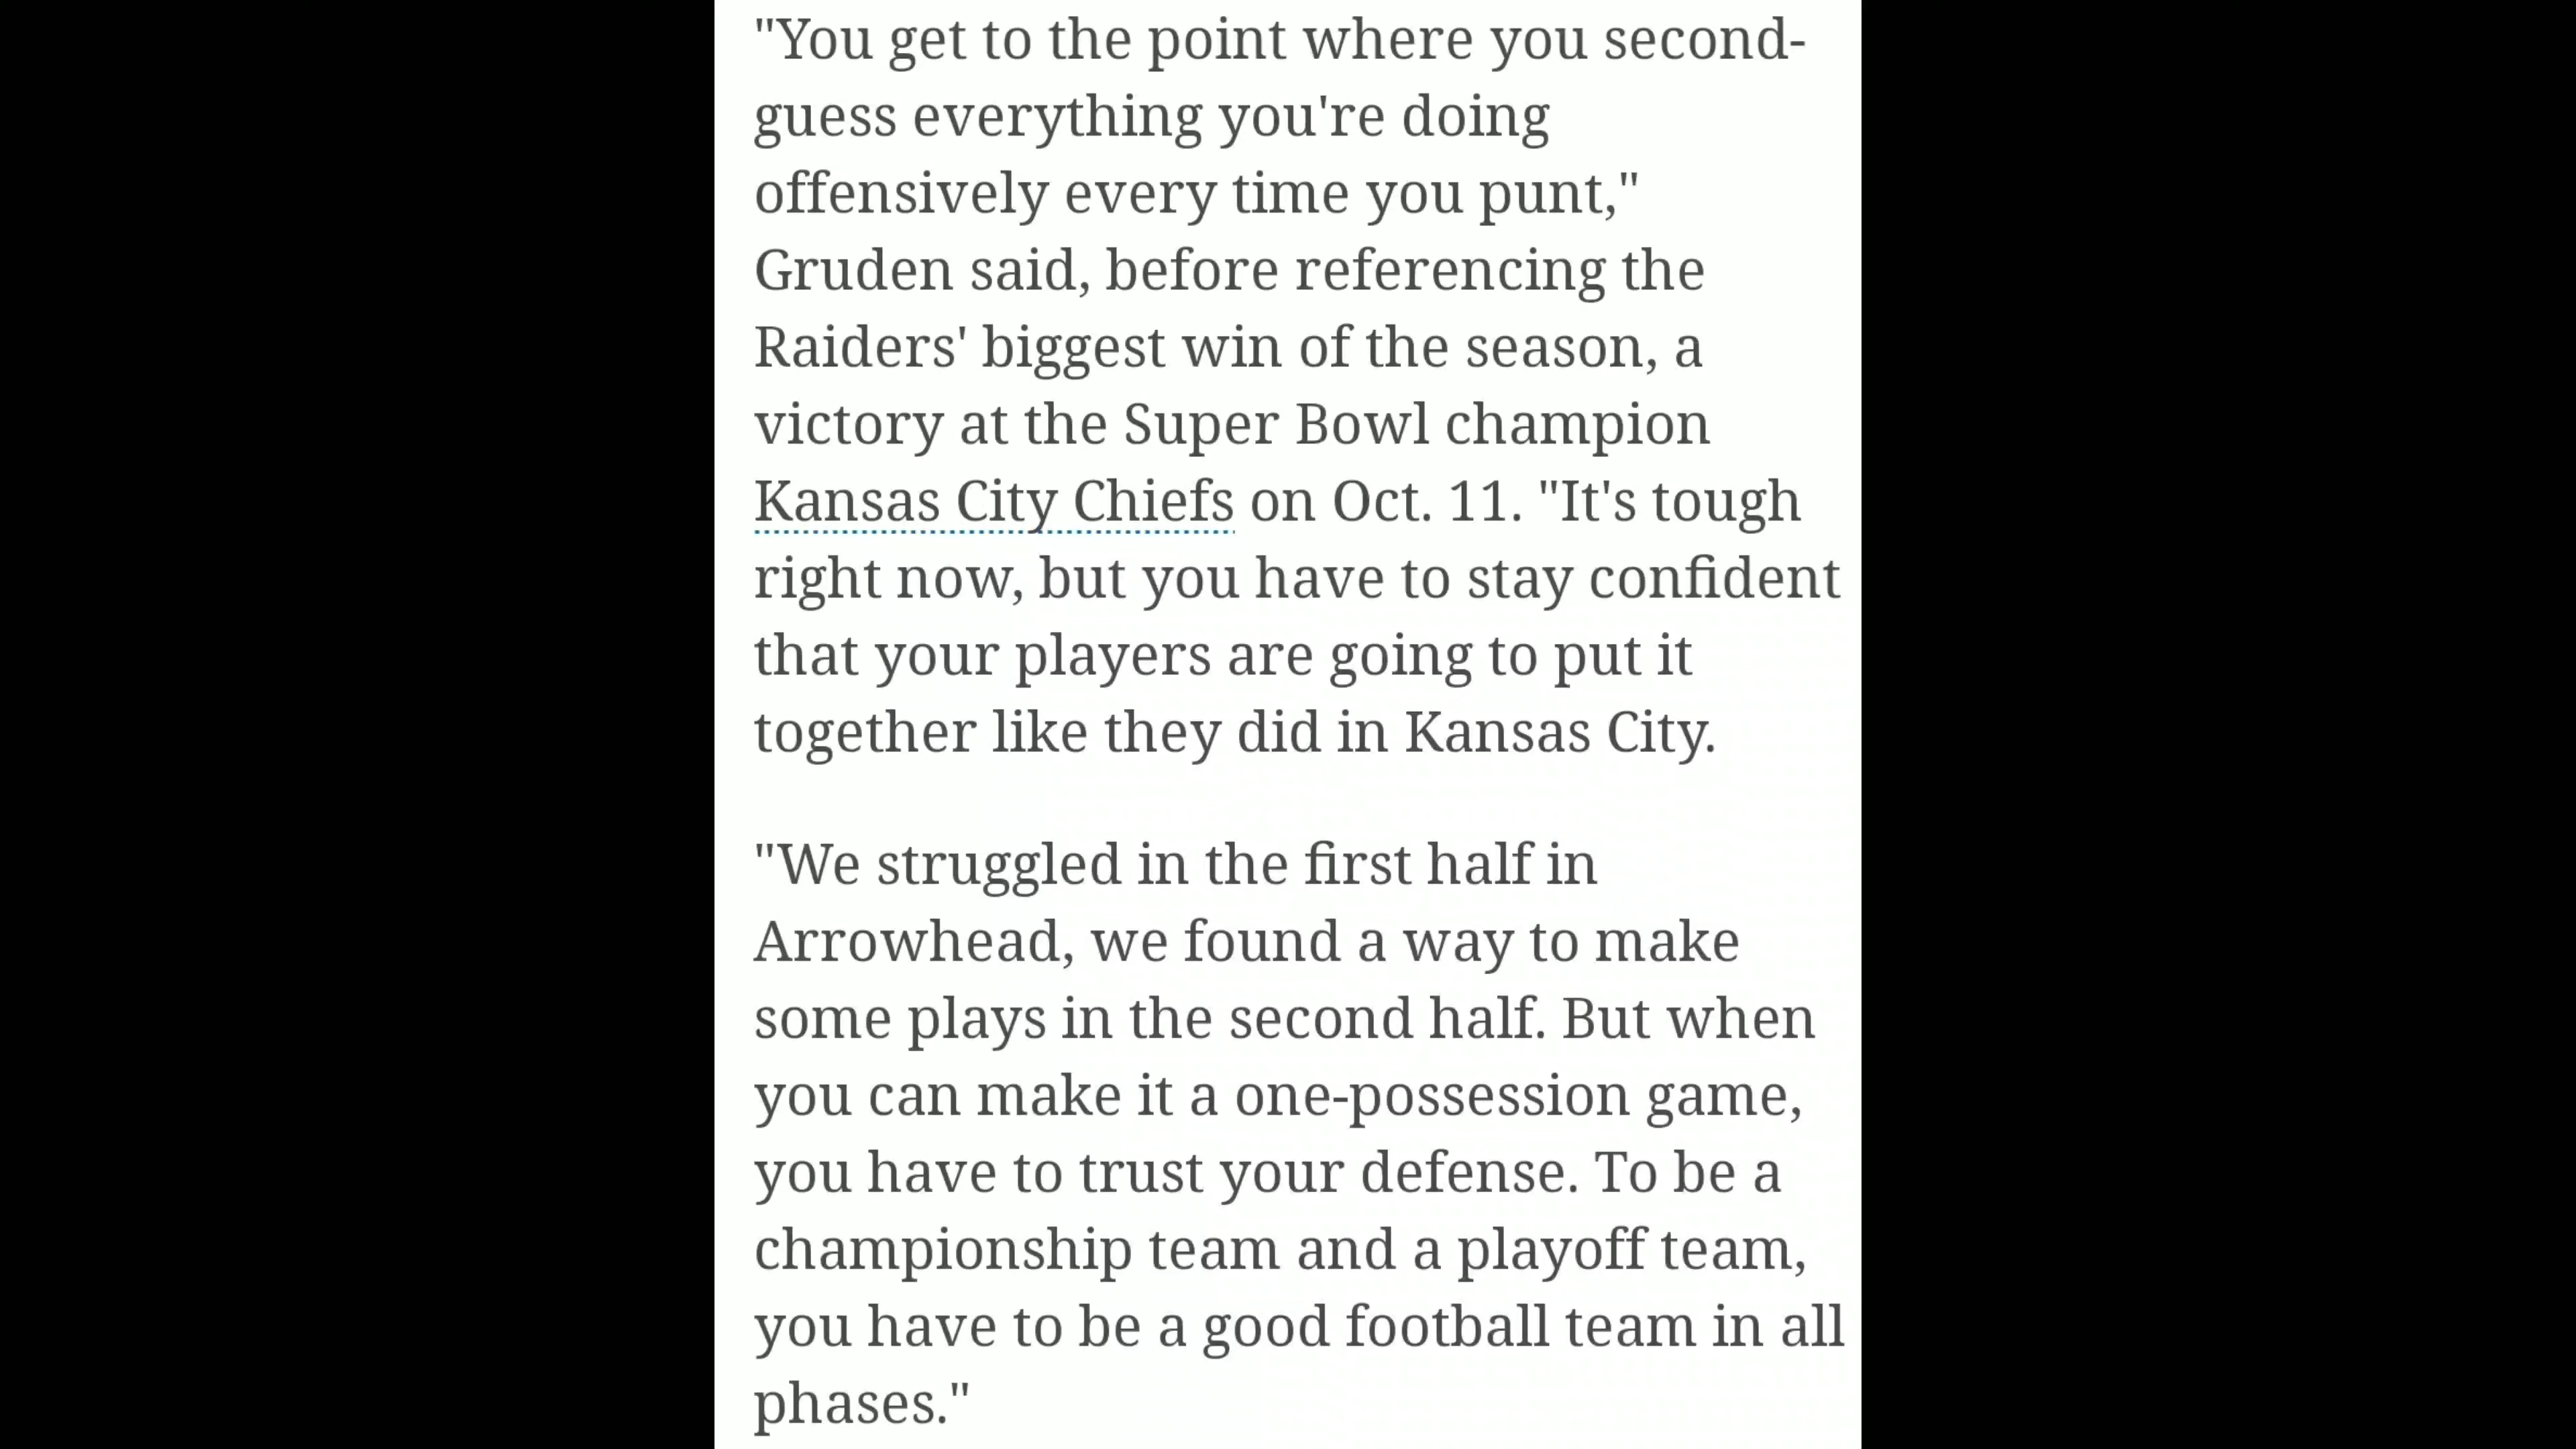 "You get to the point where you second-
guess everything you're doing
offensively every time you punt,"
Gruden said, before referencing the
Raiders' biggest win of the season, a
victory at the Super Bowl champion
Kansas City Chiefs on Oct. 11. "It's tough
right now, but you have to stay confident
that your players are going to put it
together like they did in Kansas City.
"We struggled in the first half in
Arrowhead, we found a way to make
some plays in the second half. But when
you can make it a one-possession game,
you have to trust your defense. To be a
championship team and a playoff team,
you have to be a good football team in all
phases."